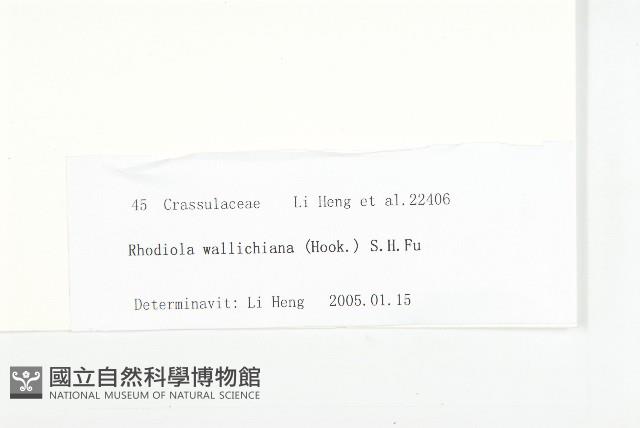 45 Crassulaceae Li Heng et al.22406
Rhodiola wallichiana (Hook.) S.H.Fu
Determinavit: Li Heng 2005.01.15
國立自然科學博物館
NATIONAL MUSEUM OF NATURAL SCIENCE